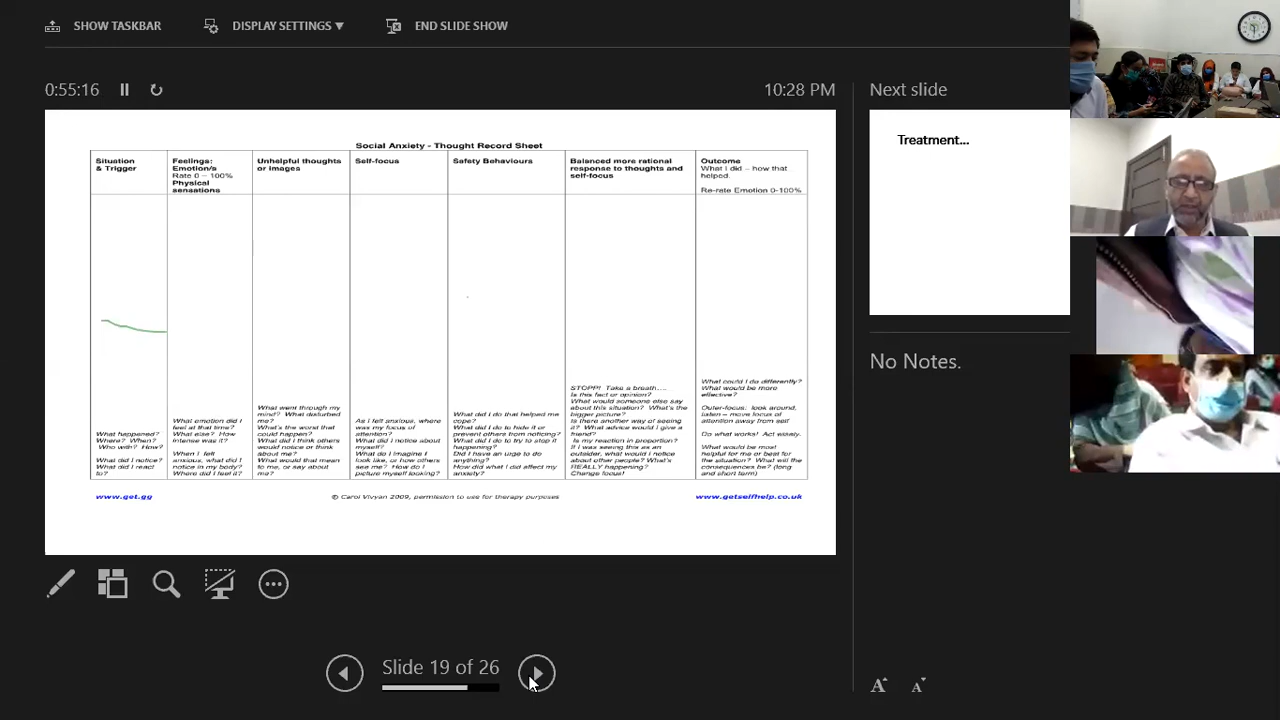 SHOW TASKBAR
DISPLAY SETTINGS
END SLIDE SHOW
0:55:16
10:28 PM
Next slide
Treatment...
No Notes.
Social Anxiety - Thought Record Sheet
Situation
& Trigger
Feelings:
Emotion/s
Rate 0 – 100%
Physical
sensations
Unhelpful thoughts
or images
Self-focus
Safety Behaviours
Balanced more rational
response to thoughts and
self-focus
Outcome
What I did – how that
helped.
Re-rate Emotion 0-100%
What happened?
Where? When?
Who with? How?
What did I notice?
What did I react
to?
What emotion did I
feel at that time?
What else? How
intense was it?
When I felt
anxious, what did I
notice in my body?
Where did I feel it?
What went through my
mind? What disturbed
me?
What's the worst that
could happen?
What did I think others
would notice or think
about me?
What would that mean
to me, or say about
me?
As I felt anxious, where
was my focus of
attention?
What did I notice about
myself?
What do I imagine I
look like, or how others
see me? How do I
picture myself looking?
What did I do that helped me
cope?
What did I do to hide it or
prevent others from noticing?
What did I do to try to stop it
happening?
Did I have an urge to do
anything?
How did what I did affect my
anxiety?
STOPP! Take a breath....
Is this fact or opinion?
What would someone else say
about this situation? What's the
bigger picture?
Is there another way of seeing
it? What advice would I give a
friend?
Is my reaction in proportion?
If I was seeing this as an
outsider, what would I notice
about other people? What's
REALLY happening?
Change focus!
What could I do differently?
What would be more
effective?
Outer-focus: look around,
listen – move focus of
attention away from self
Do what works! Act wisely.
What would be most
helpful for me or best for
the situation? What will the
consequences be? (long
and short term)
www.get.gg
© Carol Vivyan 2009, permission to use for therapy purposes
www.getselfhelp.co.uk
Slide 19 of 26
A
A